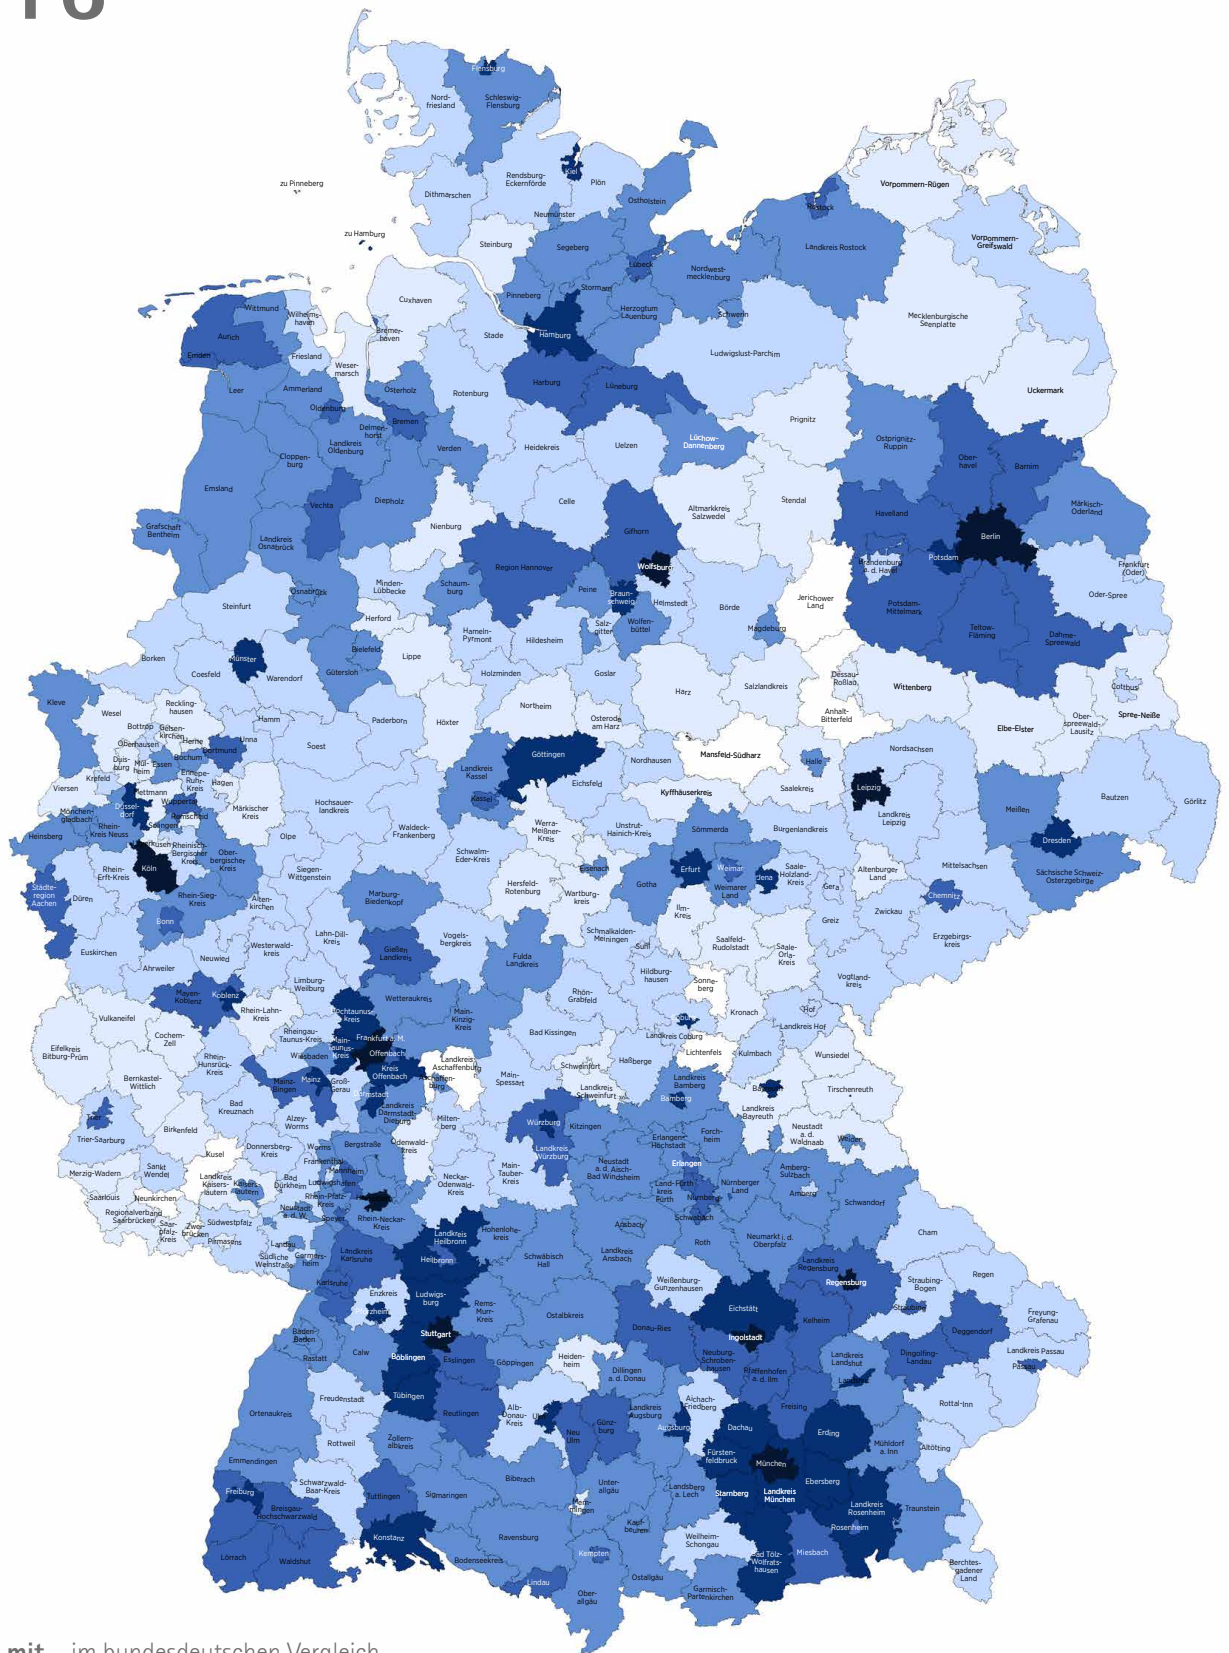 Flensburg
Nord-
friesland
Schleswig-
Flensburg
Kiel
Rendsburg-
Eckernförde
Plön
zu Pinneberg
Dithmarschen
Ostholstein
Neumünster
Vorpommern-Rügen
Rostock
zu Hamburg
Steinburg
Segeberg
Landkreis Rostock
Vorpommern-
Greifswald
Lübeck
Nordwest-
mecklenburg
Stormarn
Pinneberg
Cuxhaven
Herzogtum
Lauenburg
Schwerin
Mecklenburgische
Seenplatte
Wittmund
Wilhelms-
haven
Bremer-
haven
Aurich
Stade
Hamburg
Emden
Friesland
Weser-
marsch
Ludwigslust-Parchim
Leer
Ammerland
Osterholz
Rotenburg
Harburg
Lüneburg
Uckermark
Oldenburg
Bremen
Delmen-
horst
Prignitz
Landkreis
Oldenburg
Verden
Heidekreis
Uelzen
Lüchow-
Dannenberg
Ostprignitz-
Ruppin
Cloppen-
burg
Ober-
havel
Barnim
Emsland
Vechta
Diepholz
Celle
Altmarkkreis
Salzwedel
Stendal
Havelland
Märkisch-
Oderland
Grafschaft
Bentheim
Landkreis
Osnabrück
Nienburg
Gifhorn
Berlin
Region Hannover
Wolfsburg
Potsdam
Brandenburg
a. d. Havel
Frankfurt
(Oder)
Steinfurt
Osnabrück
Minden-
Lübbecke
Schaum-
burg
Peine
Braun-
schweig
Helmstedt
Börde
Jerichower
Land
Potsdam-
Mittelmark
Oder-Spree
Herford
Salz-
gitter
Wolfen-
büttel
Magdeburg
Teltow-
Fläming
Dahme-
Spreewald
Borken
Münster
Bielefeld
Lippe
Hameln-
Pyrmont
Hildesheim
Coesfeld
Warendorf
Gütersloh
Holzminden
Goslar
Harz
Salzlandkreis
Dessau-
Roßlau
Wittenberg
Cottbus
Kleve
Wesel
Reckling-
hausen
Hamm
Paderborn
Höxter
Northeim
Osterode
am Harz
Anhalt-
Bitterfeld
Elbe-Elster
Ober-
spreewald-
Lausitz
Spree-Neiße
Bottrop
Gelsen-
kirchen
Herne
Oberhausen
Dortmund
Unna
Soest
Göttingen
Nordhausen
Mansfeld-Südharz
Nordsachsen
Duis-
burg
Mül-
heim
Essen
Bochum
Ennepe-
Ruhr-
Kreis
Hagen
Landkreis
Kassel
Eichsfeld
Halle
Krefeld
Viersen
Mettmann
Wuppertal
Kassel
Kyffhäuserkreis
Saalekreis
Leipzig
Mönchen-
gladbach
Düssel-
dorf
Remscheid
Solingen
Märkischer
Kreis
Hochsauer-
landkreis
Landkreis
Leipzig
Meißen
Bautzen
Görlitz
Heinsberg
Rhein-
Kreis Neuss
Olpe
Waldeck-
Frankenberg
Werra-
Meißner-
Kreis
Unstrut-
Hainich-Kreis
Sömmerda
Burgenlandkreis
Dresden
Rheinisch-
Bergischer
Kreis
Ober-
bergischer
Kreis
Köln
Rhein-
Erft-Kreis
Siegen-
Wittgenstein
Schwalm-
Eder-Kreis
Eisenach
Erfurt
Weimar
Jena
Saale-
Holzland-
Kreis
Altenburger
Land
Mittelsachsen
Sächsische Schweiz-
Osterzgebirge
Städte-
region
Aachen
Düren
Rhein-Sieg-
Kreis
Alten-
kirchen
Marburg-
Biedenkopf
Hersfeld-
Rotenburg
Wartburg-
kreis
Gotha
Weimarer
Land
Gera
Chemnitz
Bonn
Ilm-
Kreis
Greiz
Zwickau
Euskirchen
Neuwied
Westerwald-
kreis
Lahn-Dill-
Kreis
Gießen
Landkreis
Vogels-
bergkreis
Fulda
Landkreis
Schmalkalden-
Meiningen
Suhl
Saalfeld-
Rudolstadt
Saale-
Orla-
Kreis
Erzgebirgs-
kreis
Ahrweiler
Limburg-
Weilburg
Hildburg-
hausen
Sonne-
berg
Vogtland-
kreis
Mayen-
Koblenz
Koblenz
Hochtaunus-
Kreis
Wetteraukreis
Rhön-
Grabfeld
Vulkaneifel
Rhein-Lahn-
Kreis
Main-
Kinzig-
Kreis
Coburg
Kronach
Hof
Landkreis Hof
Cochem-
Zell
Rheingau-
Taunus-Kreis
Main-
Taunus-
Kreis
Frankfurt a. M.
Bad Kissingen
Landkreis Coburg
Eifelkreis
Bitburg-Prüm
Rhein-
Hunsrück-
Kreis
Wiesbaden
Offenbach
Landkreis
Aschaffenburg
Schweinfurt
Haßberge
Lichtenfels
Kulmbach
Wunsiedel
Bernkastel-
Wittlich
Mainz-
Bingen
Mainz
Groß-
Gerau
Kreis
Offenbach
Aschaffen-
burg
Main-
Spessart
Landkreis
Schweinfurt
Landkreis
Bamberg
Bayreuth
Tirschenreuth
Darmstadt
Landkreis
Darmstadt-
Dieburg
Bamberg
Landkreis
Bayreuth
Trier
Trier-Saarburg
Bad
Kreuznach
Alzey-
Worms
Milten-
berg
Würzburg
Kitzingen
Neustadt
a. d.
Waldnaab
Weiden
Birkenfeld
Donnersberg-
Kreis
Worms
Bergstraße
Odenwald-
kreis
Landkreis
Würzburg
Erlangen-
Höchstadt
Forch-
heim
Kusel
Frankenthal
Mannheim
Merzig-Wadern
Sankt
Wendel
Landkreis
Kaisers-
lautern
Kaisers-
lautern
Bad
Dürkheim
Ludwigshafen
Neckar-
Odenwald-
Kreis
Main-
Tauber-
Kreis
Neustadt
a. d. Aisch-
Bad Windsheim
Erlangen
Amberg-
Sulzbach
Saarlouis
Neunkirchen
Rhein-Pfalz-
Kreis
Land-Fürth
kreis
Fürth
Nürnberg
Nürnberger
Land
Amberg
Schwandorf
Regionalverband
Saarbrücken
Saar-
pfalz-
Kreis
Zwei-
brücken
Südwestpfalz
Neustadt
a. d. W.
Speyer
Rhein-Neckar-
Kreis
Schwabach
Pirmasens
Landau
Landkreis
Heilbronn
Hohenlohe-
kreis
Ansbach
Roth
Neumarkt i. d.
Oberpfalz
Cham
Südliche
Weinstraße
Germers-
heim
Landkreis
Karlsruhe
Heilbronn
Schwäbisch
Hall
Landkreis
Ansbach
Landkreis
Regensburg
Karlsruhe
Enzkreis
Ludwigs-
burg
Weißenburg-
Gunzenhausen
Regensburg
Straubing-
Bogen
Regen
Pforzheim
Rems-
Murr-
Kreis
Ostalbkreis
Eichstätt
Straubing
Freyung-
Grafenau
Baden-
Baden
Stuttgart
Donau-Ries
Ingolstadt
Kelheim
Deggendorf
Rastatt
Calw
Böblingen
Esslingen
Göppingen
Heiden-
heim
Neuburg-
Schroben-
hausen
Pfaffenhofen
a. d. Ilm
Landkreis
Landshut
Dingolfing-
Landau
Landkreis Passau
Passau
Tübingen
Dillingen
a. d. Donau
Landshut
Freudenstadt
Reutlingen
Alb-
Donau-
Kreis
Ulm
Landkreis
Augsburg
Aichach-
Friedberg
Freising
Rottal-Inn
Ortenaukreis
Neu
Ulm
Günz-
burg
Augsburg
Dachau
Erding
Rottweil
Zollern-
albkreis
Fürsten-
feldbruck
München
Mühldorf
a. Inn
Altötting
Emmendingen
Schwarzwald-
Baar-Kreis
Biberach
Unter-
allgäu
Landsberg
a. Lech
Starnberg
Landkreis
München
Ebersberg
Freiburg
Tuttlingen
Sigmaringen
Mem-
mingen
Landkreis
Rosenheim
Traunstein
Breisgau-
Hochschwarzwald
Kauf-
beuren
Rosenheim
Konstanz
Ravensburg
Weilheim-
Schongau
Lörrach
Waldshut
Bodenseekreis
Kempten
Bad Tölz-
Wolfrats-
hausen
Miesbach
Berchtes-
gadener
Land
Lindau
Ostallgäu
Ober-
allgäu
Garmisch-
Partenkirchen
mit im bundesdeutschen Vergleich